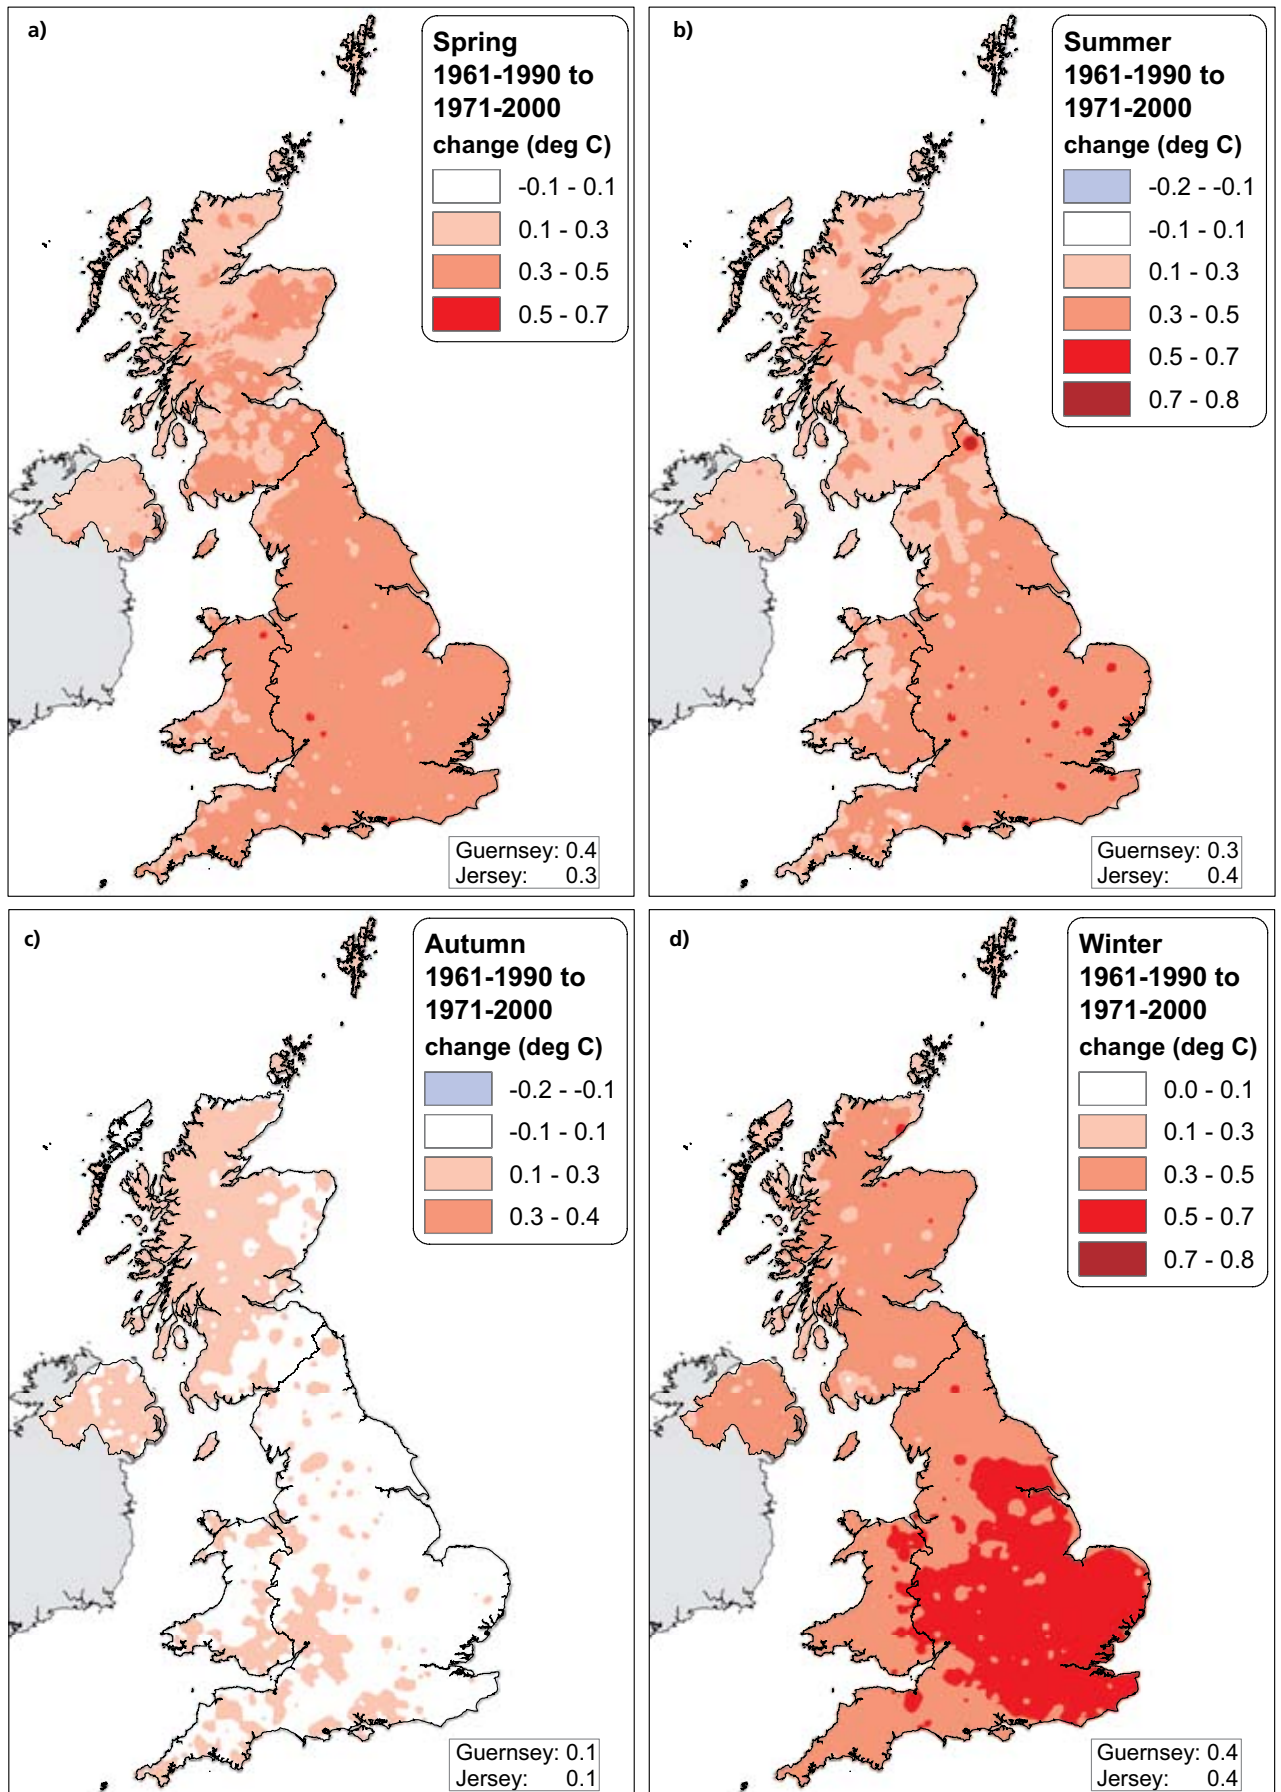 a)
Spring
1961-1990 to
1971-2000
change (deg C)
-0.1 - 0.1
0.1 - 0.3
0.3 - 0.5
0.5 - 0.7
Guernsey: 0.4
Jersey: 0.3
b)
Summer
1961-1990 to
1971-2000
change (deg C)
-0.2 - -0.1
-0.1 - 0.1
0.1 - 0.3
0.3 - 0.5
0.5 - 0.7
0.7 - 0.8
Guernsey: 0.3
Jersey: 0.4
c)
Autumn
1961-1990 to
1971-2000
change (deg C)
-0.2 - -0.1
-0.1 - 0.1
0.1 - 0.3
0.3 - 0.4
Guernsey: 0.1
Jersey: 0.1
d)
Winter
1961-1990 to
1971-2000
change (deg C)
0.0 - 0.1
0.1 - 0.3
0.3 - 0.5
0.5 - 0.7
0.7 - 0.8
Guernsey: 0.4
Jersey: 0.4